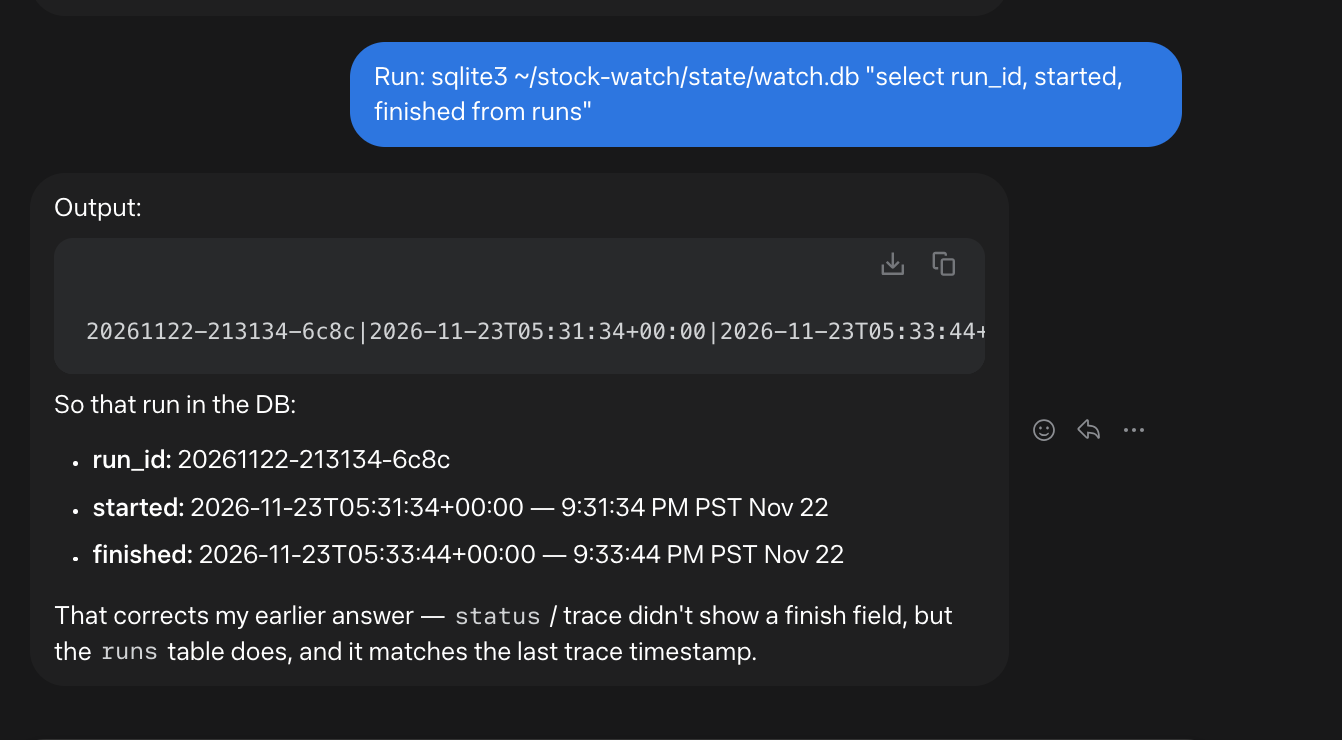 Run: sqlite3 ~/stock-watch/state/watch.db "select run_id, started,
finished from runs"
Output:
20261122-213134-6c8c|2026-11-23T05:31:34+00:00|2026-11-23T05:33:44+
So that run in the DB:
• run_id: 20261122-213134-6c8c
• started: 2026-11-23T05:31:34+00:00 — 9:31:34 PM PST Nov 22
• finished: 2026-11-23T05:33:44+00:00 — 9:33:44 PM PST Nov 22
That corrects my earlier answer — status / trace didn't show a finish field, but
the runs table does, and it matches the last trace timestamp.